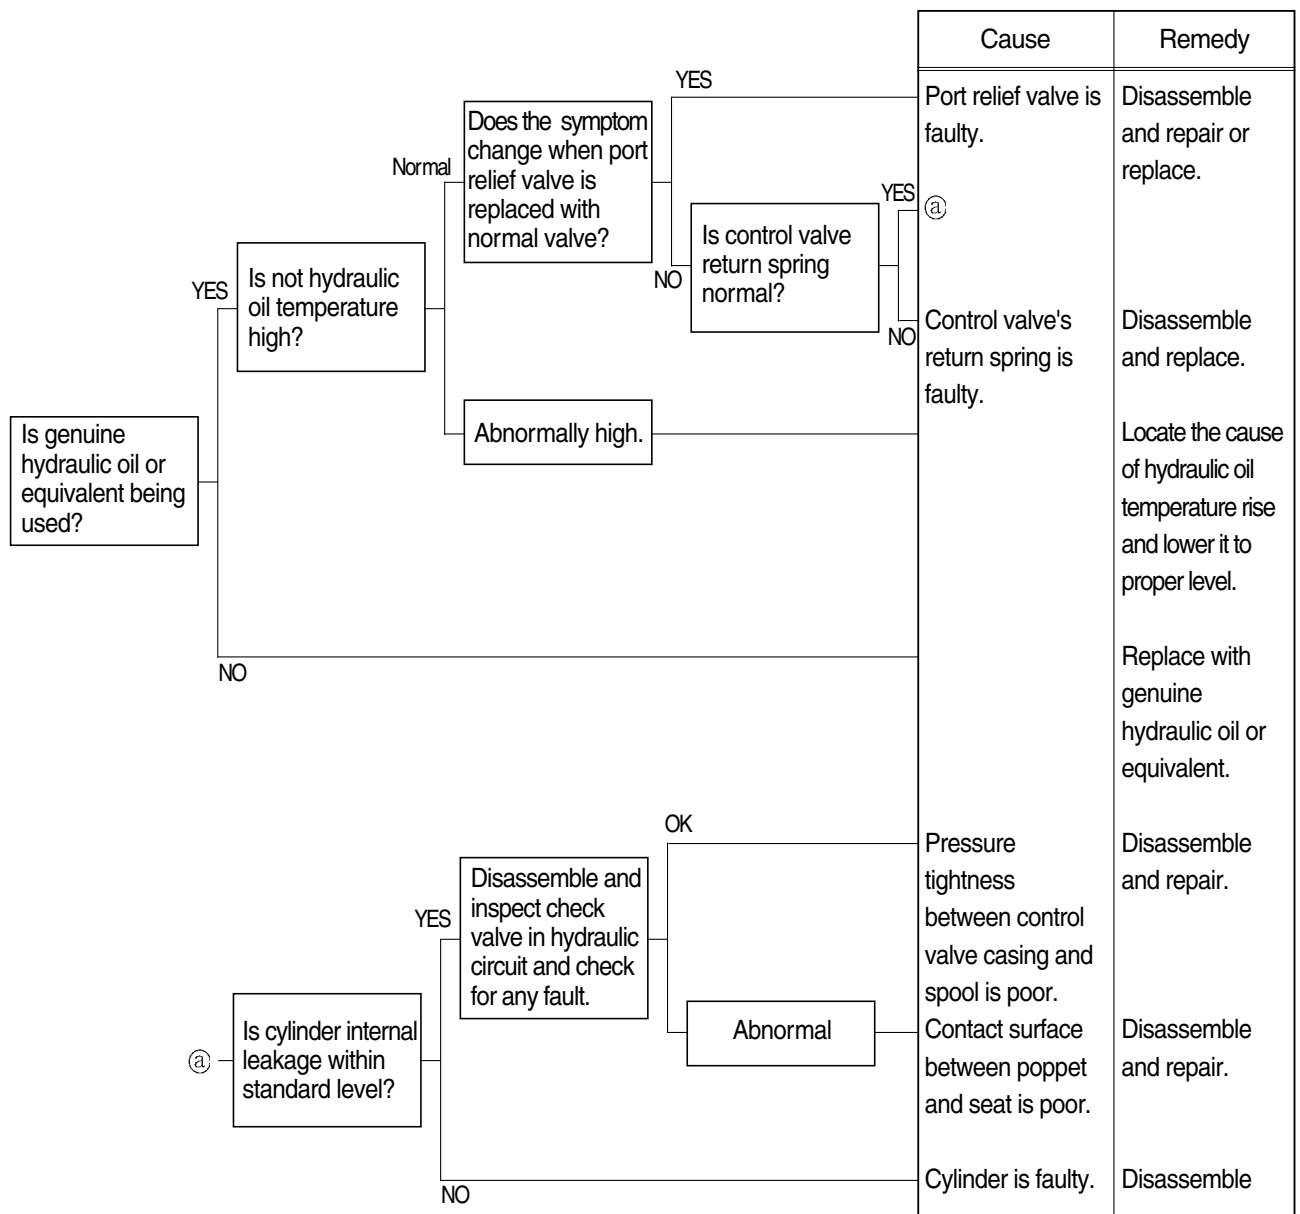 Cause
Remedy
YES
Port relief valve is
faulty.
Disassemble
and repair or
replace.
Does the symptom
change when port
relief valve is
replaced with
normal valve?
Normal
YES
ⓐ
Is control valve
return spring
normal?
NO
NO
Control valve's
return spring is
faulty.
Disassemble
and replace.
YES
Is not hydraulic
oil temperature
high?
Abnormally high.
Locate the cause
of hydraulic oil
temperature rise
and lower it to
proper level.
Is genuine
hydraulic oil or
equivalent being
used?
NO
Replace with
genuine
hydraulic oil or
equivalent.
OK
Pressure
tightness
between control
valve casing and
spool is poor.
Disassemble
and repair.
YES
Disassemble and
inspect check
valve in hydraulic
circuit and check
for any fault.
Abnormal
Contact surface
between poppet
and seat is poor.
Disassemble
and repair.
ⓐ
Is cylinder internal
leakage within
standard level?
NO
Cylinder is faulty.
Disassemble